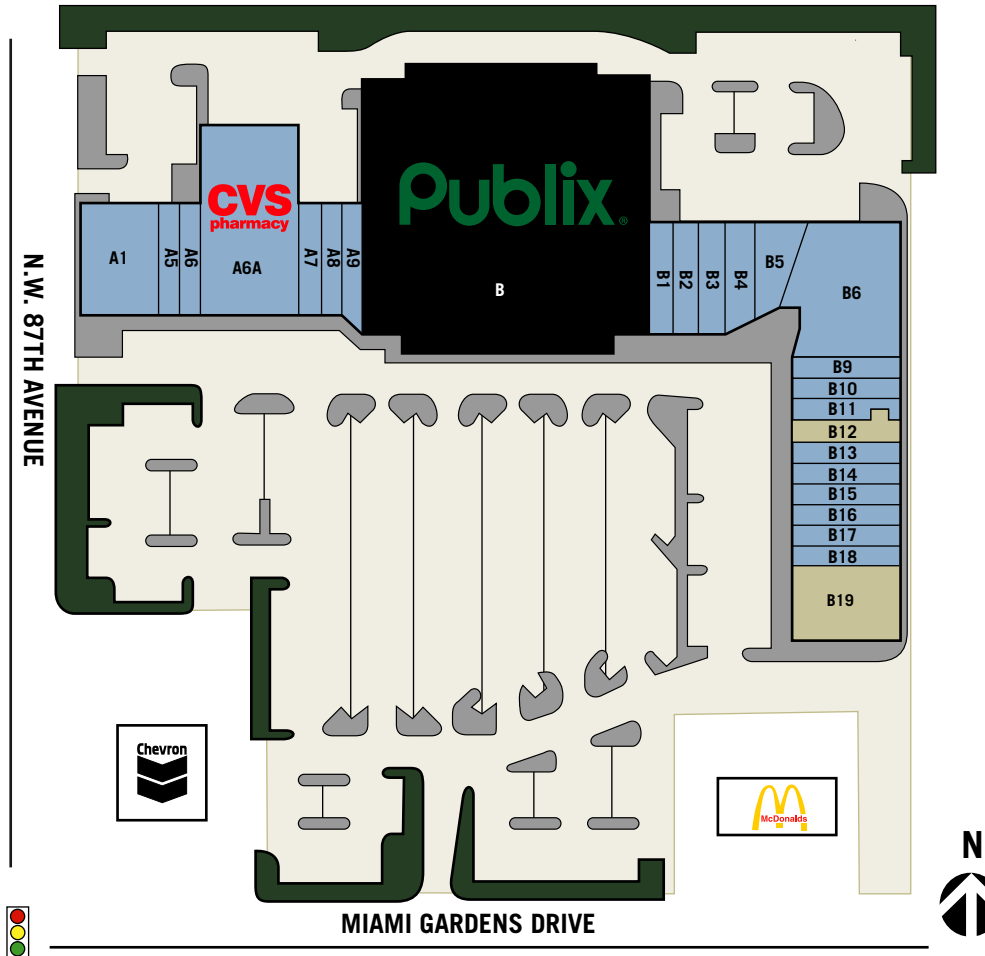 CVS
pharmacy
Publix®
A1
A5
A6
A6A
A7
A8
A9
B
B1
B2
B3
B4
B5
B6
B9
B10
B11
B12
B13
B14
B15
B16
B17
B18
B19
N.W. 87TH AVENUE
Chevron
McDonalds
N
MIAMI GARDENS DRIVE